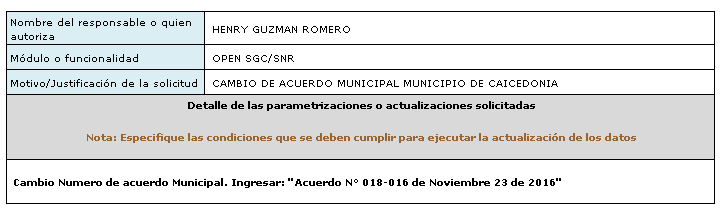 Nombre del responsable o quien
autoriza
HENRY GUZMAN ROMERO
Módulo o funcionalidad
OPEN SGC/SNR
Motivo/Justificación de la solicitud
CAMBIO DE ACUERDO MUNICIPAL MUNICIPIO DE CAICEDONIA
Detalle de las parametrizaciones o actualizaciones solicitadas
Nota: Especifique las condiciones que se deben cumplir para ejecutar la actualización de los datos
Cambio Numero de acuerdo Municipal. Ingresar: "Acuerdo N° 018-016 de Noviembre 23 de 2016"